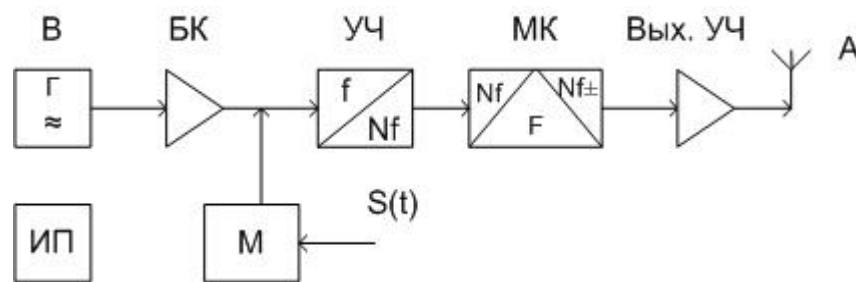 В БК УЧ МК Вых. УЧ А
Г
≈
f
Nf
Nf Nf±
F
S(t)
ИП М